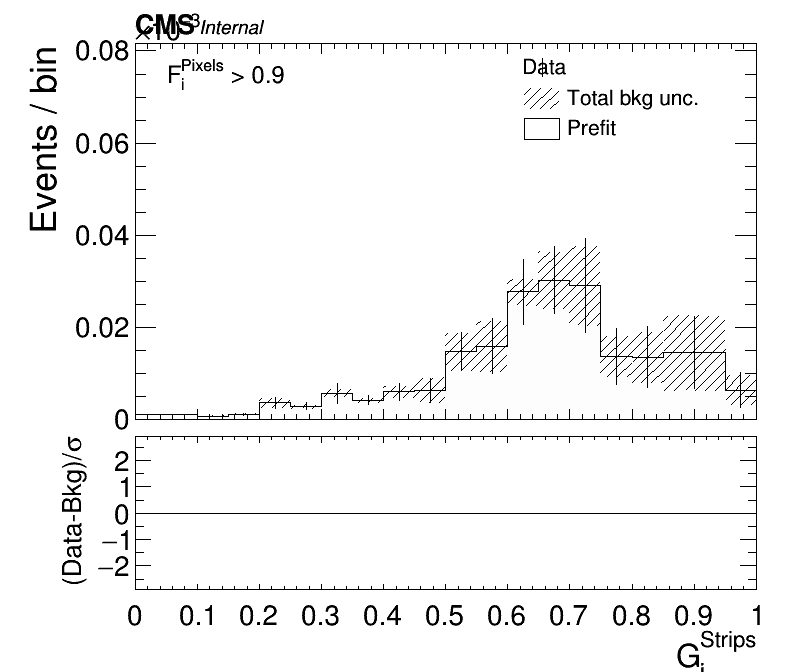 CMS Internal
×10³
0.08
0.06
0.04
0.02
0
Events / bin
F_i^Pixels > 0.9
Data
Total bkg unc.
Prefit
2
1
0
−1
−2
(Data-Bkg)/σ
0 0.1 0.2 0.3 0.4 0.5 0.6 0.7 0.8 0.9 1
G_i^Strips